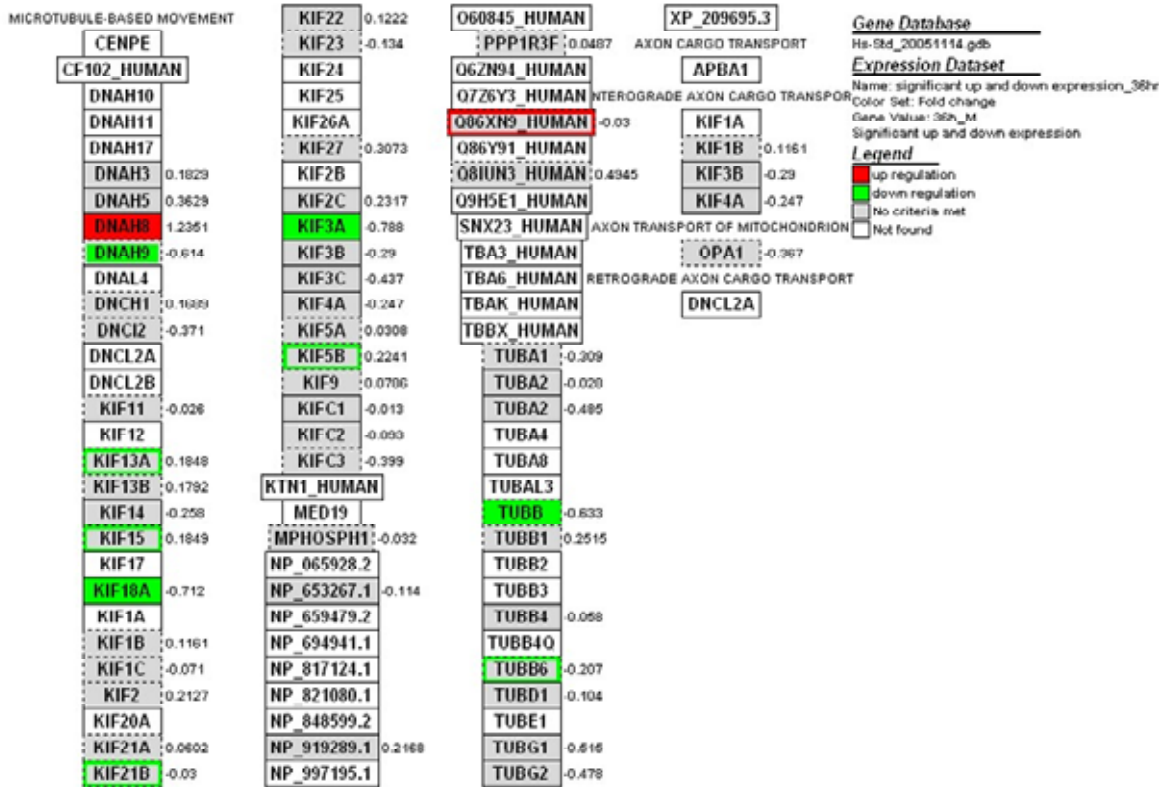 MICROTUBULE-BASED MOVEMENT
CENPE
CF102_HUMAN
DNAH10
DNAH11
DNAH17
DNAH3 0.1829
DNAH5 0.3629
DNAH8 1.2351
DNAH9 -0.614
DNAL4
DNCH1 0.1689
DNCI2 -0.371
DNCL2A
DNCL2B
KIF11 -0.026
KIF12
KIF13A 0.1848
KIF13B 0.1792
KIF14 -0.258
KIF15 0.1849
KIF17
KIF18A -0.712
KIF1A
KIF1B 0.1161
KIF1C -0.071
KIF2 0.2127
KIF20A
KIF21A 0.0602
KIF21B -0.03
KIF22 0.1222
KIF23 -0.134
KIF24
KIF25
KIF26A
KIF27 0.3073
KIF2B
KIF2C 0.2317
KIF3A -0.788
KIF3B -0.29
KIF3C -0.437
KIF4A -0.247
KIF5A 0.0308
KIF5B 0.2241
KIF9 0.0786
KIFC1 -0.013
KIFC2 -0.093
KIFC3 -0.399
KTN1_HUMAN
MED19
MPHOSPH1 -0.032
NP_065928.2
NP_653267.1 -0.114
NP_659479.2
NP_694941.1
NP_817124.1
NP_821080.1
NP_848599.2
NP_919289.1 0.2168
NP_997195.1
O60845_HUMAN
PPP1R3F 0.0487
Q6ZN94_HUMAN
Q7Z6Y3_HUMAN
Q86XN9_HUMAN -0.03
Q86Y91_HUMAN
Q8IUN3_HUMAN 0.4945
Q9H5E1_HUMAN
SNX23_HUMAN
TBA3_HUMAN
TBA6_HUMAN
TBAK_HUMAN
TBBX_HUMAN
TUBA1 -0.309
TUBA2 -0.028
TUBA2 -0.485
TUBA4
TUBA8
TUBAL3
TUBB -0.633
TUBB1 0.2515
TUBB2
TUBB3
TUBB4 -0.058
TUBB4Q
TUBB6 -0.207
TUBD1 -0.104
TUBE1
TUBG1 -0.516
TUBG2 -0.478
XP_209695.3
AXON CARGO TRANSPORT
APBA1
NTEROGRADE AXON CARGO TRANSPOR
KIF1A
KIF1B 0.1161
KIF3B -0.29
KIF4A -0.247
AXON TRANSPORT OF MITOCHONDRION
OPA1 -0.367
RETROGRADE AXON CARGO TRANSPORT
DNCL2A
Gene Database
Hs-Std_20051114.gdb
Expression Dataset
Name: significant up and down expression_36hr
Color Set: Fold change
Gene Value: 36h_M
Significant up and down expression
Legend
up regulation
down regulation
No criteria met
Not found